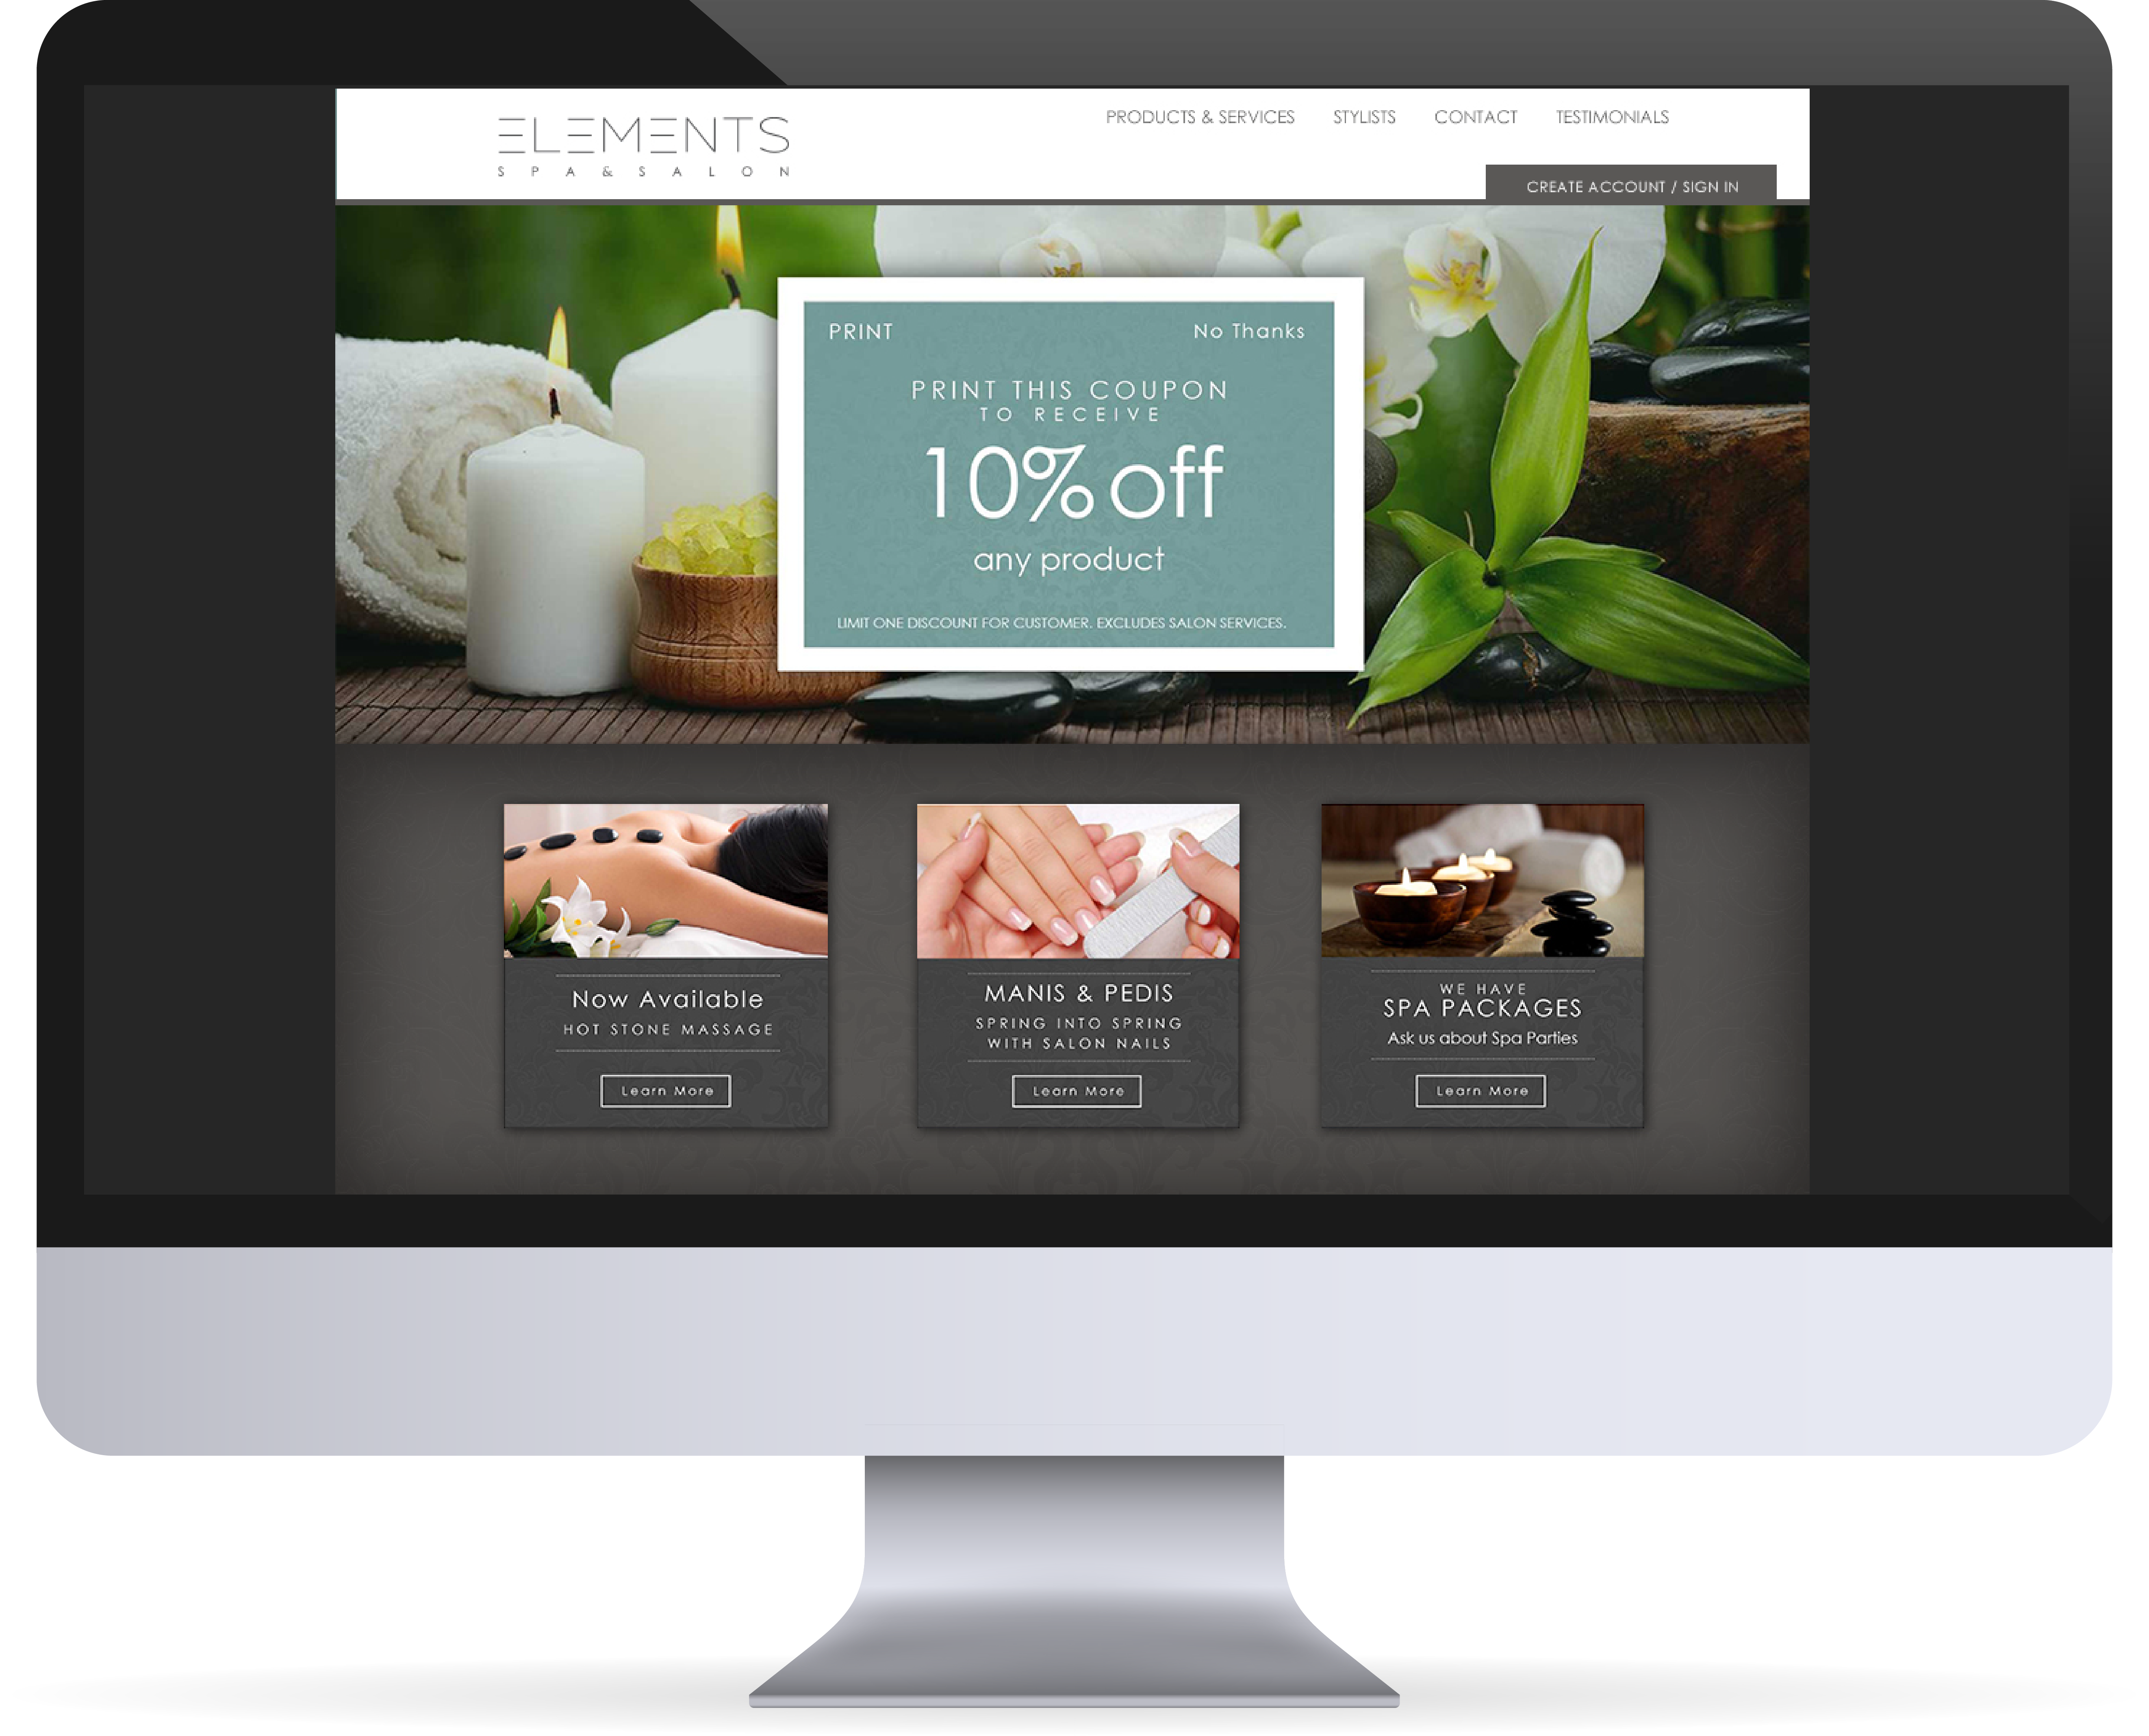 ELEMENTS
SPA & SALON
PRODUCTS & SERVICES STYLISTS CONTACT TESTIMONIALS
CREATE ACCOUNT / SIGN IN
PRINT No Thanks
PRINT THIS COUPON
TO RECEIVE
10% off
any product
LIMIT ONE DISCOUNT FOR CUSTOMER. EXCLUDES SALON SERVICES.
Now Available
HOT STONE MASSAGE
Learn More
MANIS & PEDIS
SPRING INTO SPRING
WITH SALON NAILS
Learn More
WE HAVE
SPA PACKAGES
Ask us about Spa Parties
Learn More